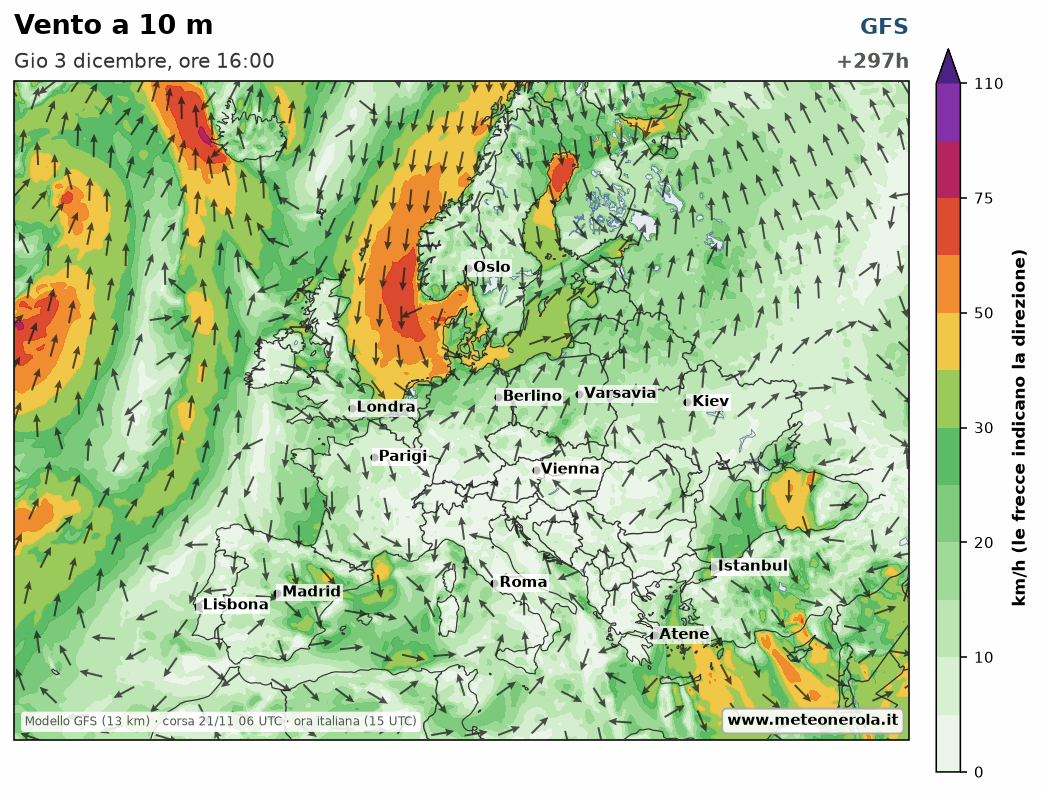 Vento a 10 m
GFS
Gio 3 dicembre, ore 16:00
+297h
110
75
50
30
20
10
0
km/h (le frecce indicano la direzione)
Oslo
Londra
Berlino
Varsavia
Kiev
Parigi
Vienna
Istanbul
Roma
Madrid
Lisbona
Atene
Modello GFS (13 km) · corsa 21/11 06 UTC · ora italiana (15 UTC)
www.meteonerola.it